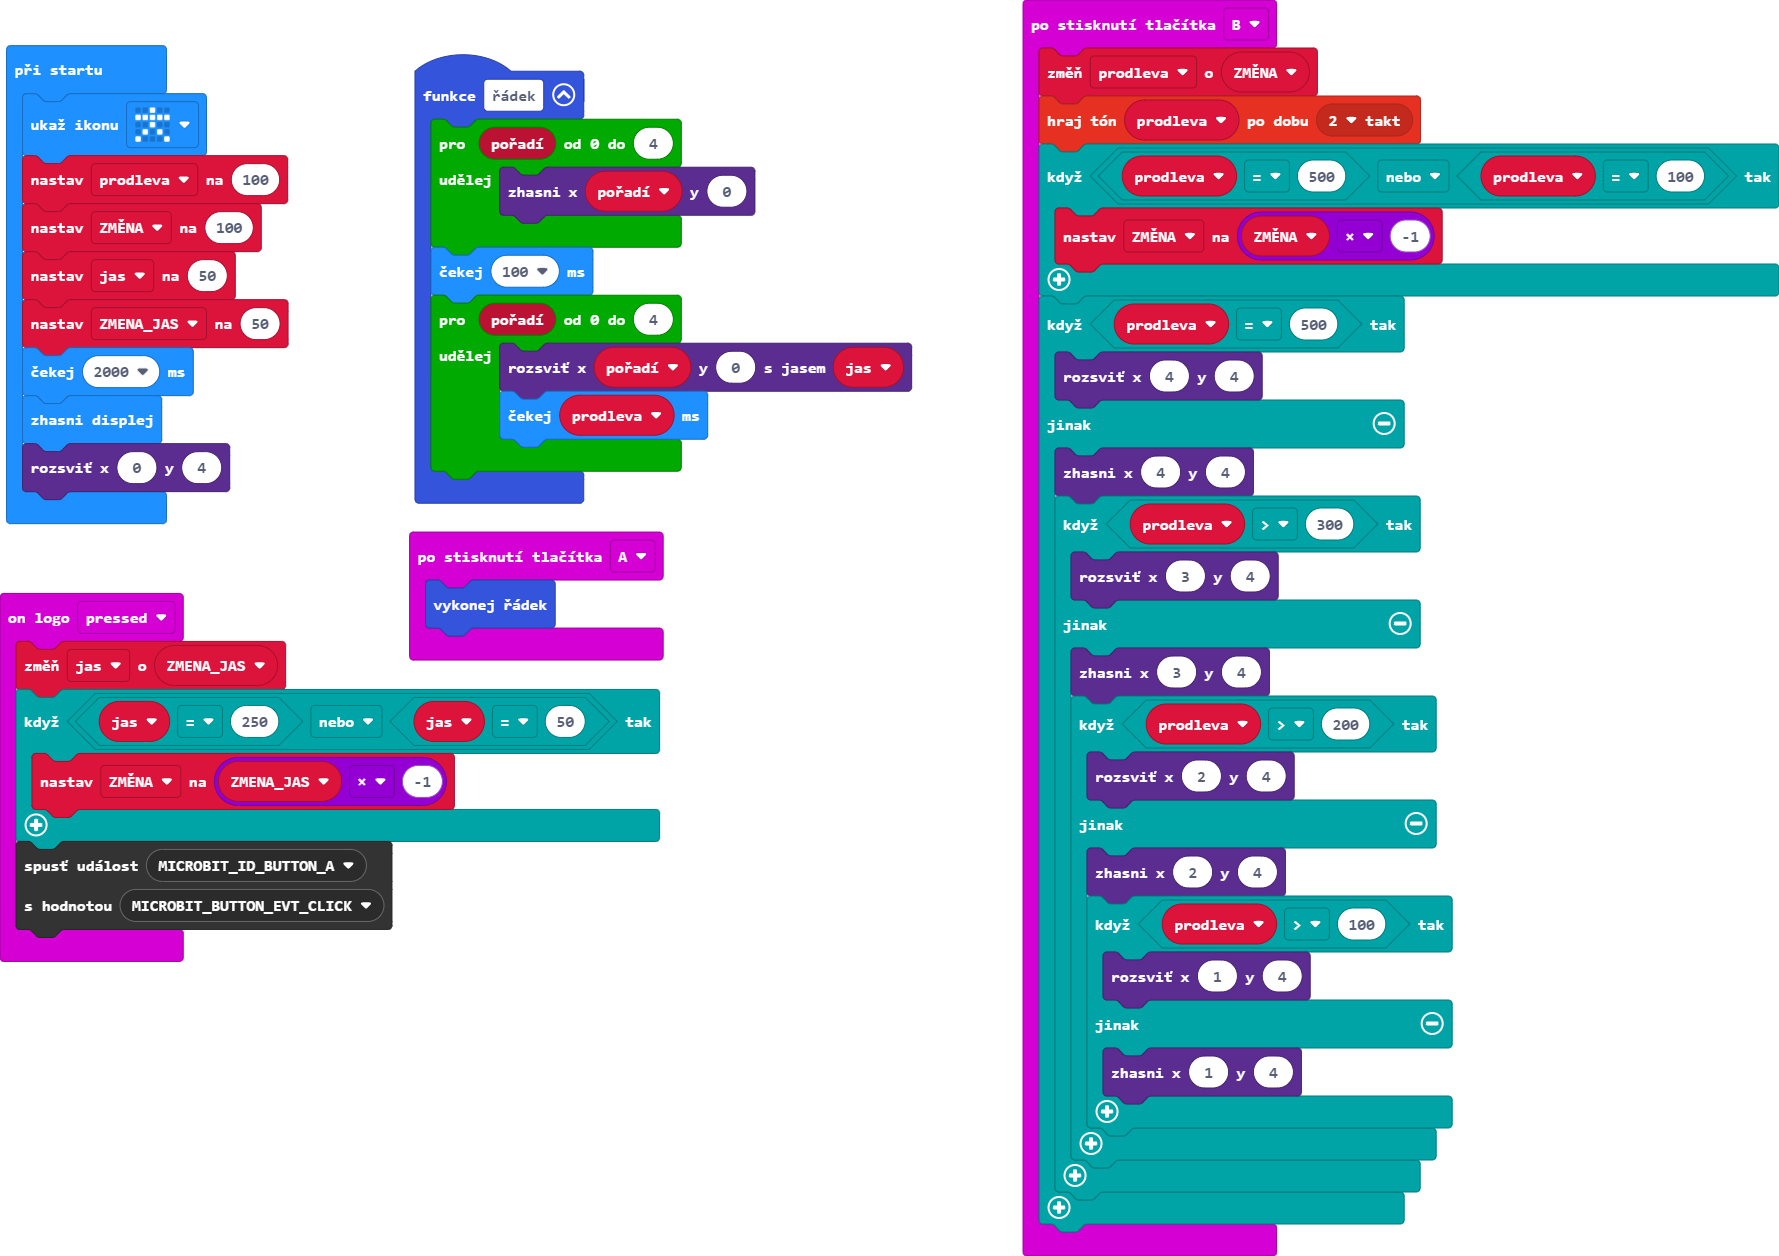 při startu
ukaž ikonu
nastav prodleva na 100
nastav ZMĚNA na 100
nastav jas na 50
nastav ZMENA_JAS na 50
čekej 2000 ms
zhasni displej
rozsviť x 0 y 4
on logo pressed
změň jas o ZMENA_JAS
když jas = 250 nebo jas = 50 tak
nastav ZMĚNA na ZMENA_JAS × -1
spusť událost MICROBIT_ID_BUTTON_A
s hodnotou MICROBIT_BUTTON_EVT_CLICK
funkce řádek
pro pořadí od 0 do 4
udělej zhasni x pořadí y 0
čekej 100 ms
pro pořadí od 0 do 4
udělej rozsviť x pořadí y 0 s jasem jas
čekej prodleva ms
po stisknutí tlačítka A
vykonej řádek
po stisknutí tlačítka B
změň prodleva o ZMĚNA
hraj tón prodleva po dobu 2 takt
když prodleva = 500 nebo prodleva = 100 tak
nastav ZMĚNA na ZMĚNA × -1
když prodleva = 500 tak
rozsviť x 4 y 4
jinak
zhasni x 4 y 4
když prodleva > 300 tak
rozsviť x 3 y 4
jinak
zhasni x 3 y 4
když prodleva > 200 tak
rozsviť x 2 y 4
jinak
zhasni x 2 y 4
když prodleva > 100 tak
rozsviť x 1 y 4
jinak
zhasni x 1 y 4